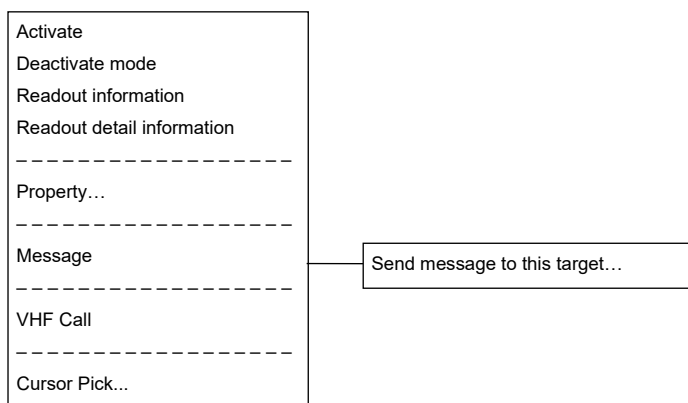 Activate
Deactivate mode
Readout information
Readout detail information
Property…
Message
Send message to this target…
VHF Call
Cursor Pick...